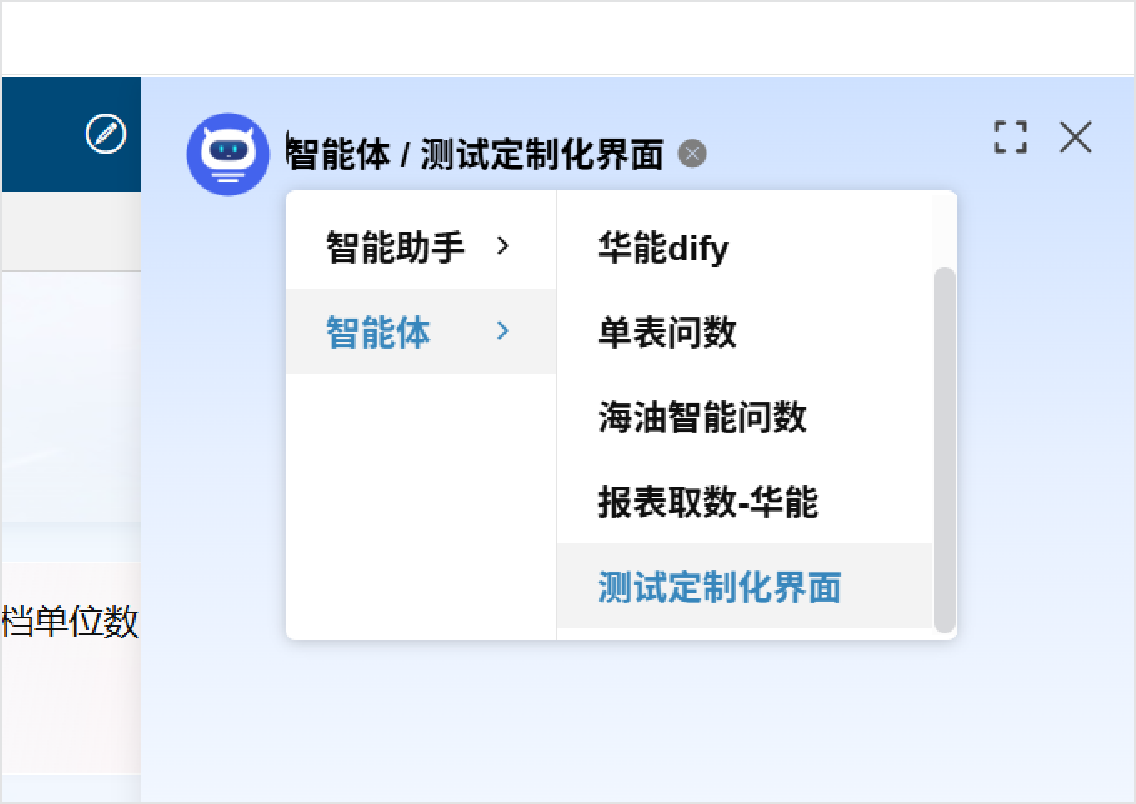 智能体 / 测试定制化界面
智能助手
智能体
华能dify
单表问数
海油智能问数
报表取数-华能
测试定制化界面
档单位数